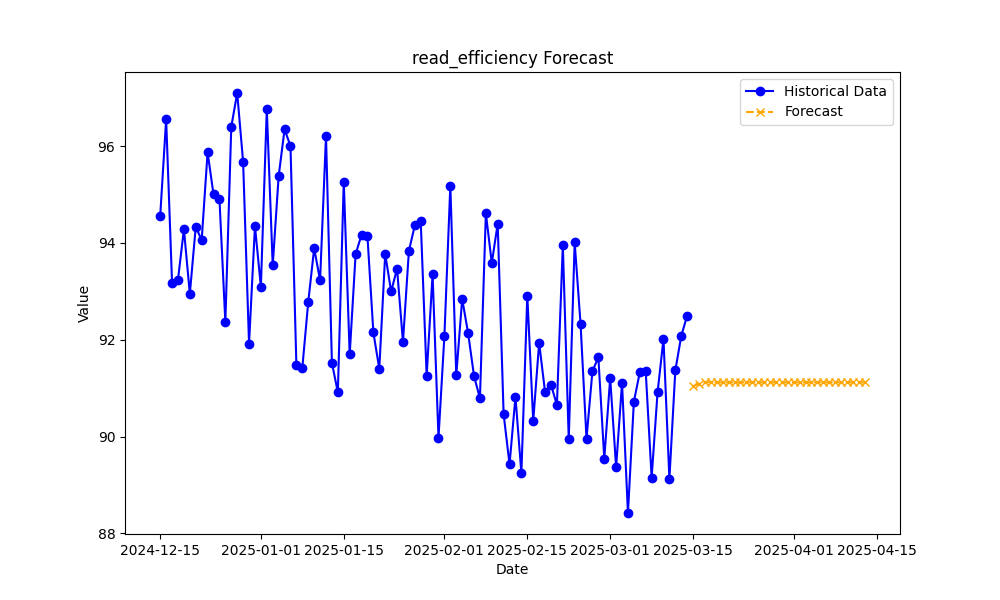 read_efficiency Forecast
Historical Data
Forecast
Value
96
94
92
90
88
2024-12-15
2025-01-01
2025-01-15
2025-02-01
2025-02-15
2025-03-01
2025-03-15
2025-04-01
2025-04-15
Date